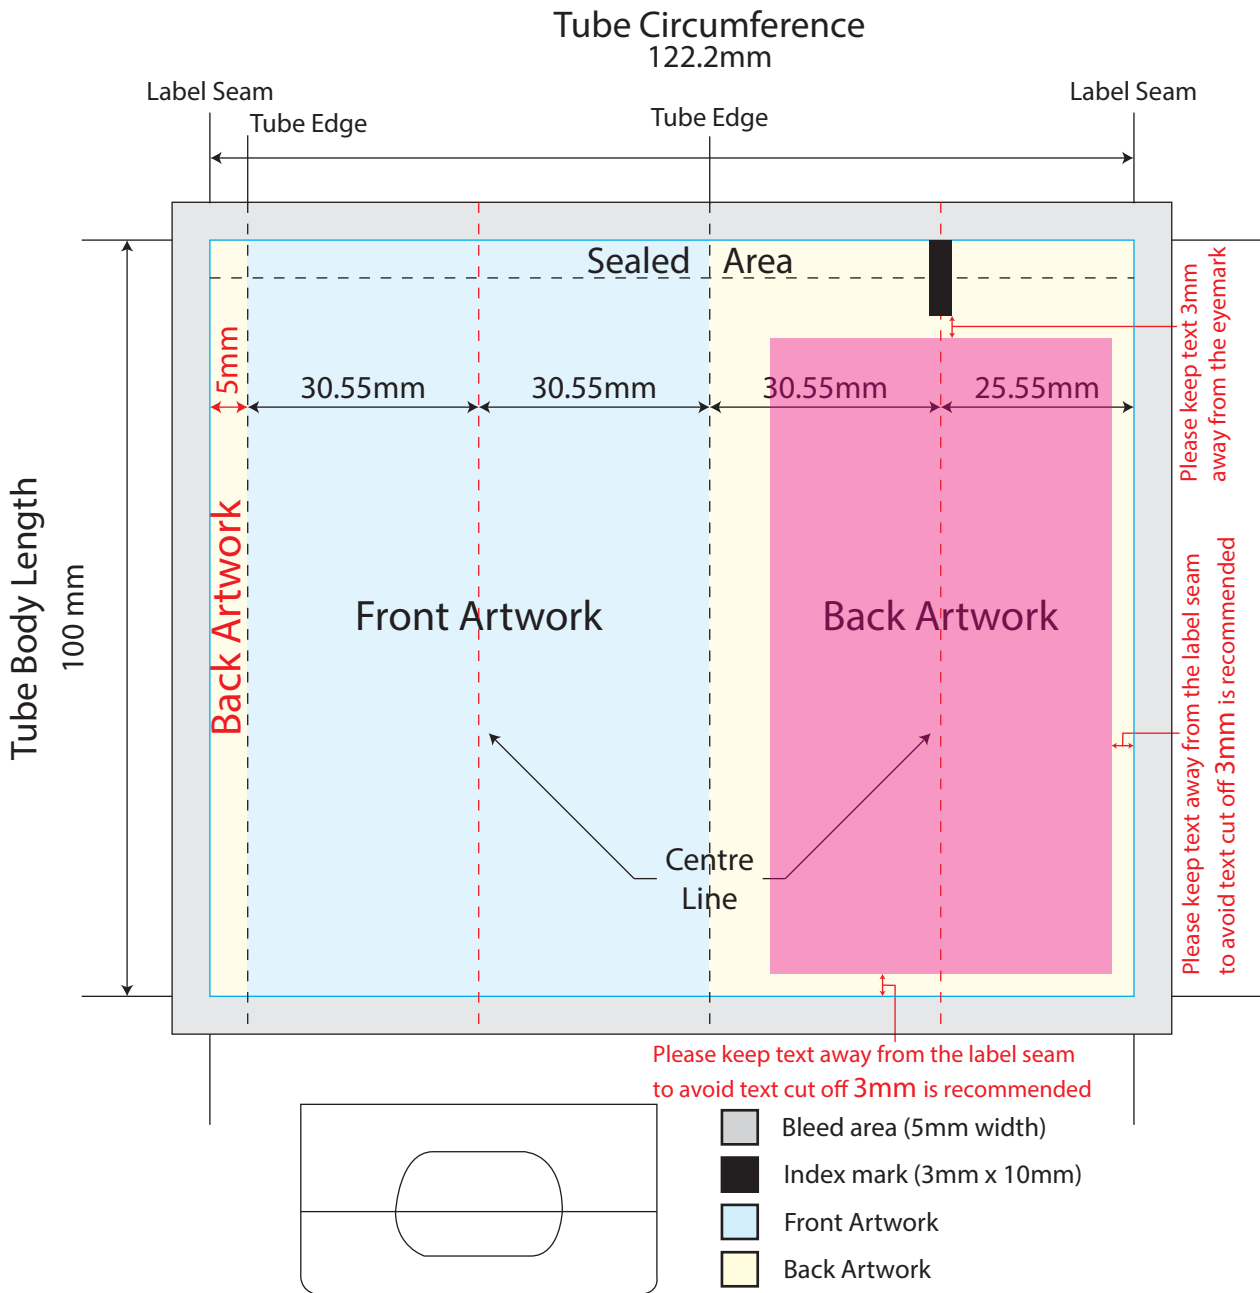 Tube Circumference
122.2mm
Label Seam
Label Seam
Tube Edge
Tube Edge
Sealed Area
5mm
30.55mm
30.55mm
30.55mm
25.55mm
Please keep text 3mm
away from the eyemark
Tube Body Length
100 mm
Back Artwork
Front Artwork
Back Artwork
Please keep text away from the label seam
to avoid text cut off 3mm is recommended
Centre
Line
Please keep text away from the label seam
to avoid text cut off 3mm is recommended
Bleed area (5mm width)
Index mark (3mm x 10mm)
Front Artwork
Back Artwork